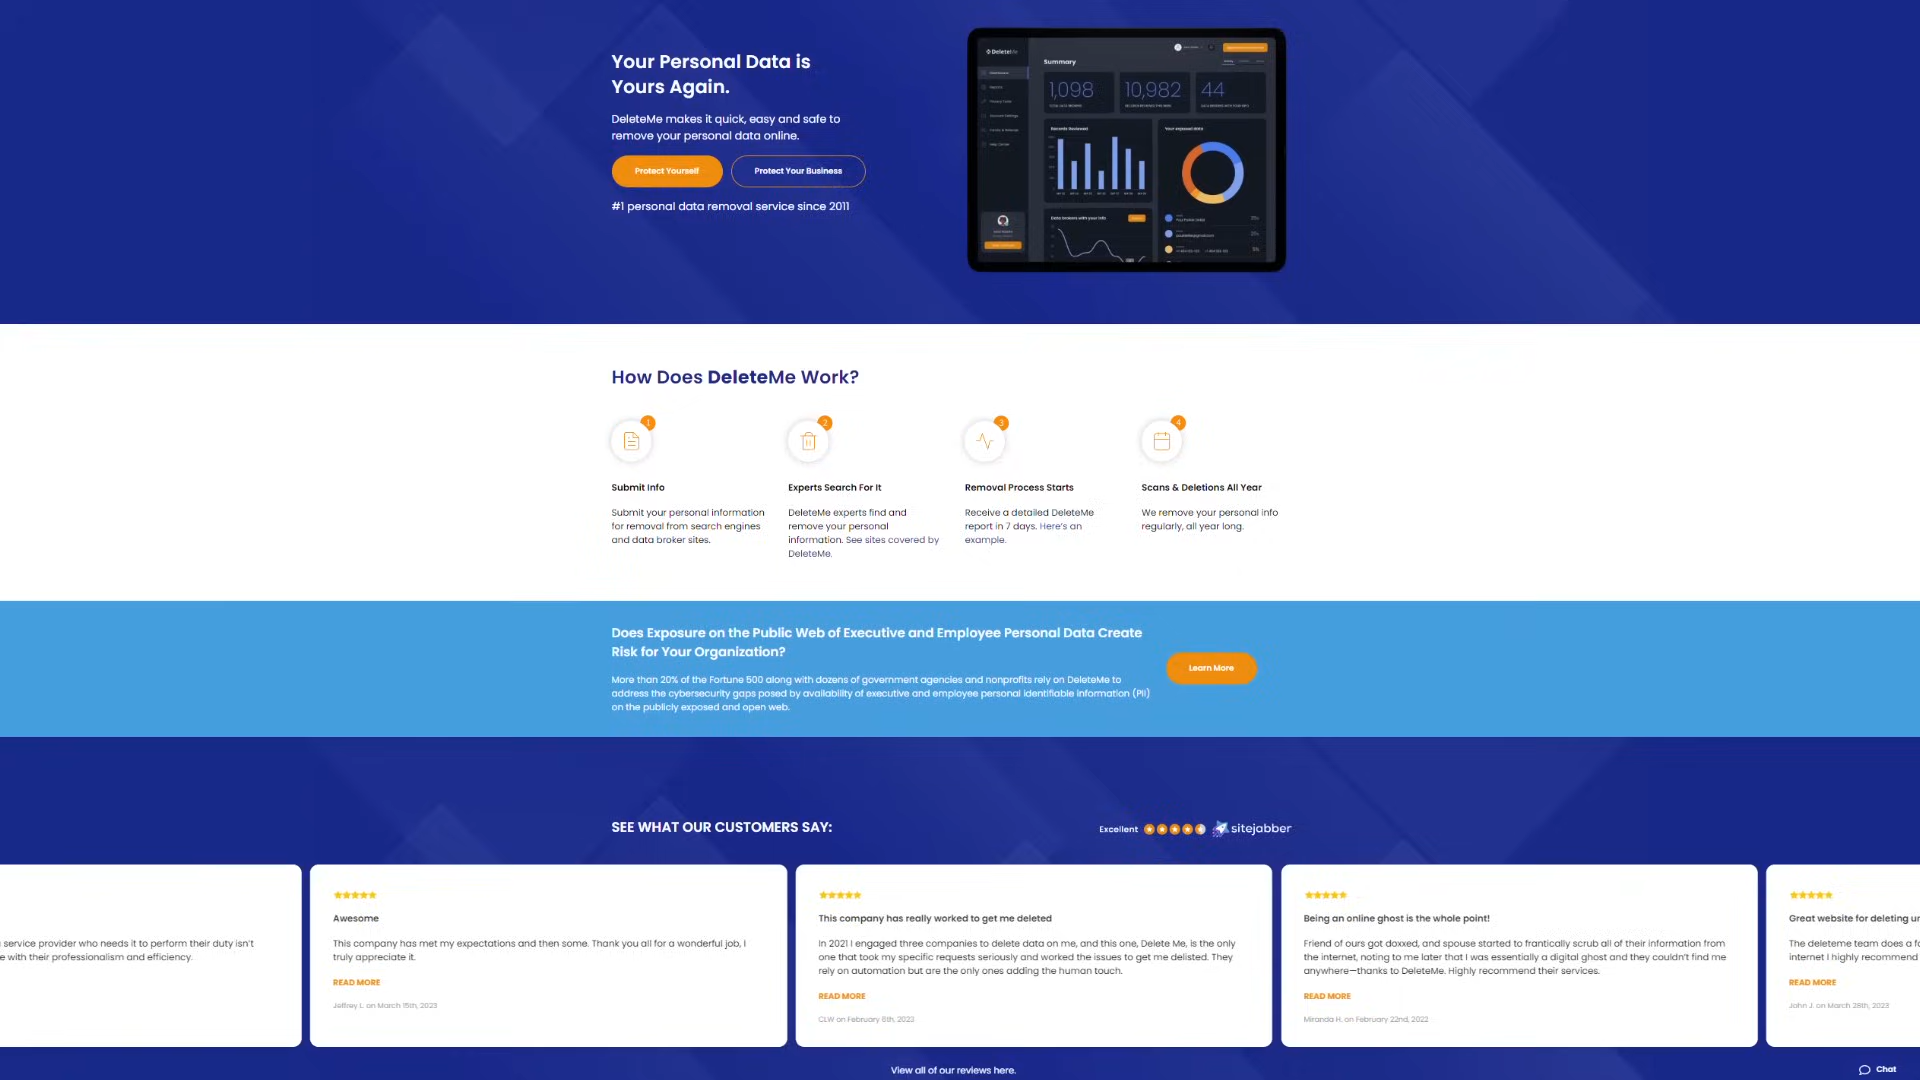 Your Personal Data is
Yours Again.
DeleteMe makes it quick, easy and safe to
remove your personal data online.
Protect Yourself
Protect Your Business
#1 personal data removal service since 2011
DeleteMe
Summary
1,098
10,982
44
Records Reviewed
Your exposed data
Data brokers with your info
How Does DeleteMe Work?
1
2
3
4
Submit Info
Submit your personal information
for removal from search engines
and data broker sites.
Experts Search For It
DeleteMe experts find and
remove your personal
information. See sites covered by
DeleteMe.
Removal Process Starts
Receive a detailed DeleteMe
report in 7 days. Here's an
example.
Scans & Deletions All Year
We remove your personal info
regularly, all year long.
Does Exposure on the Public Web of Executive and Employee Personal Data Create
Risk for Your Organization?
More than 20% of the Fortune 500 along with dozens of government agencies and nonprofits rely on DeleteMe to
address the cybersecurity gaps posed by availability of executive and employee personal identifiable information (PII)
on the publicly exposed and open web.
Learn More
SEE WHAT OUR CUSTOMERS SAY:
Excellent
sitejabber
service provider who needs it to perform their duty isn't
e with their professionalism and efficiency.
Awesome
This company has met my expectations and then some. Thank you all for a wonderful job, I
truly appreciate it.
READ MORE
Jeffrey L. on March 15th, 2023
This company has really worked to get me deleted
In 2021 I engaged three companies to delete data on me, and this one, Delete Me, is the only
one that took my specific requests seriously and worked the issues to get me delisted. They
rely on automation but are the only ones adding the human touch.
READ MORE
CLW on February 8th, 2023
Being an online ghost is the whole point!
Friend of ours got doxxed, and spouse started to frantically scrub all of their information from
the internet, noting to me later that I was essentially a digital ghost and they couldn't find me
anywhere—thanks to DeleteMe. Highly recommend their services.
READ MORE
Miranda H. on February 22nd, 2022
Great website for deleting ur
The deleteme team does a fa
internet I highly recommend
READ MORE
John J. on March 28th, 2023
View all of our reviews here.
Chat